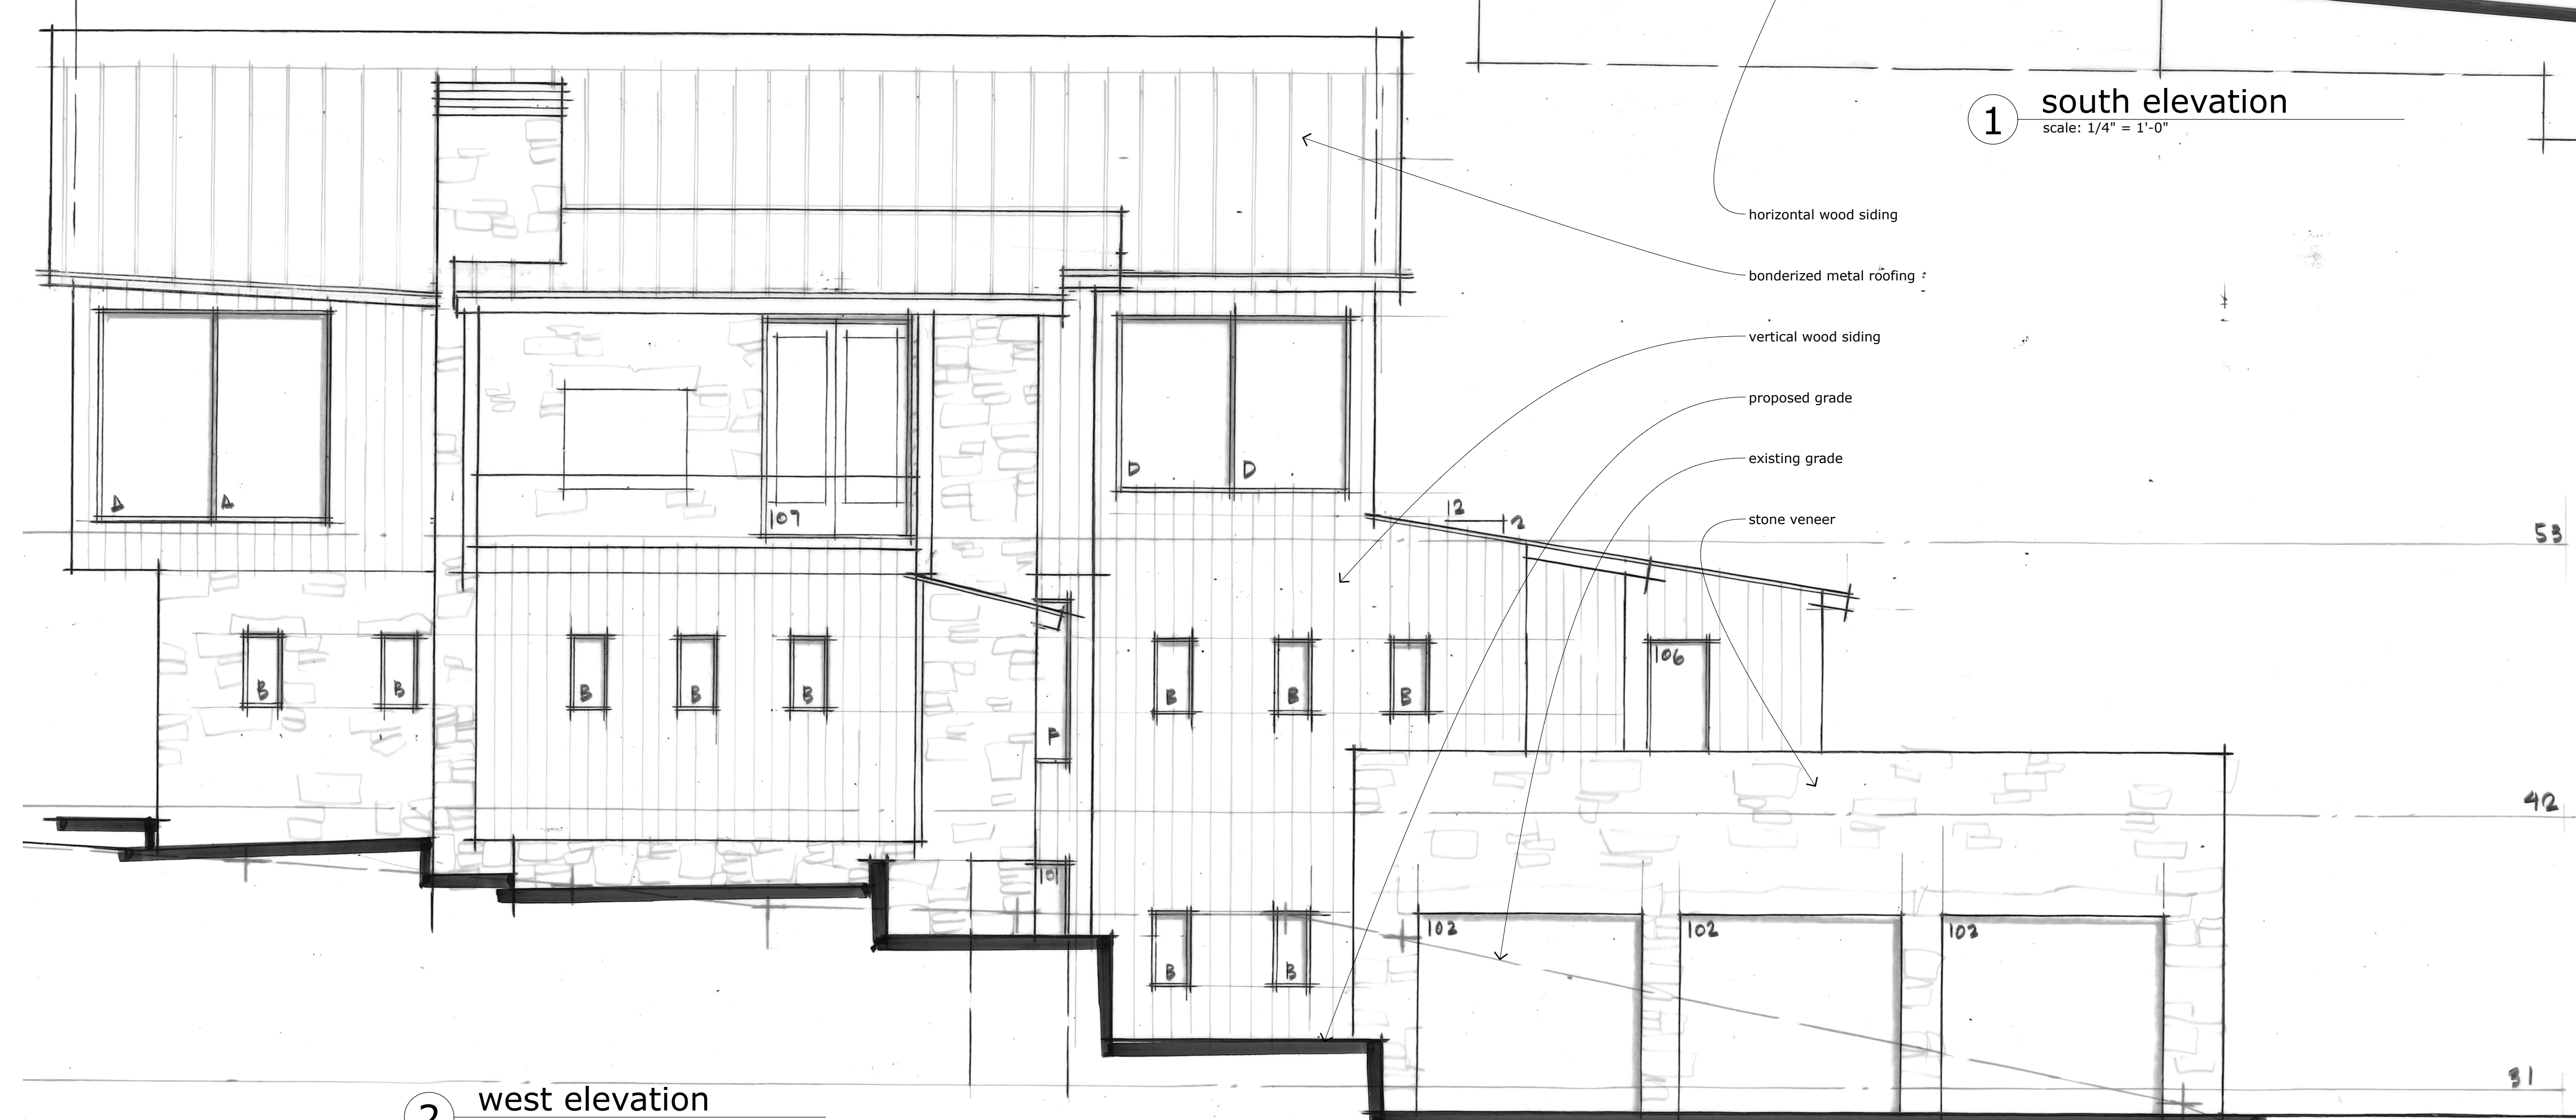 1 south elevation
scale: 1/4" = 1'-0"
horizontal wood siding
bonderized metal roofing
vertical wood siding
proposed grade
existing grade
stone veneer
A A
D D
107
12
2
53
B B B B B B B B
F
106
42
101
102 102 102
B B
31
2 west elevation